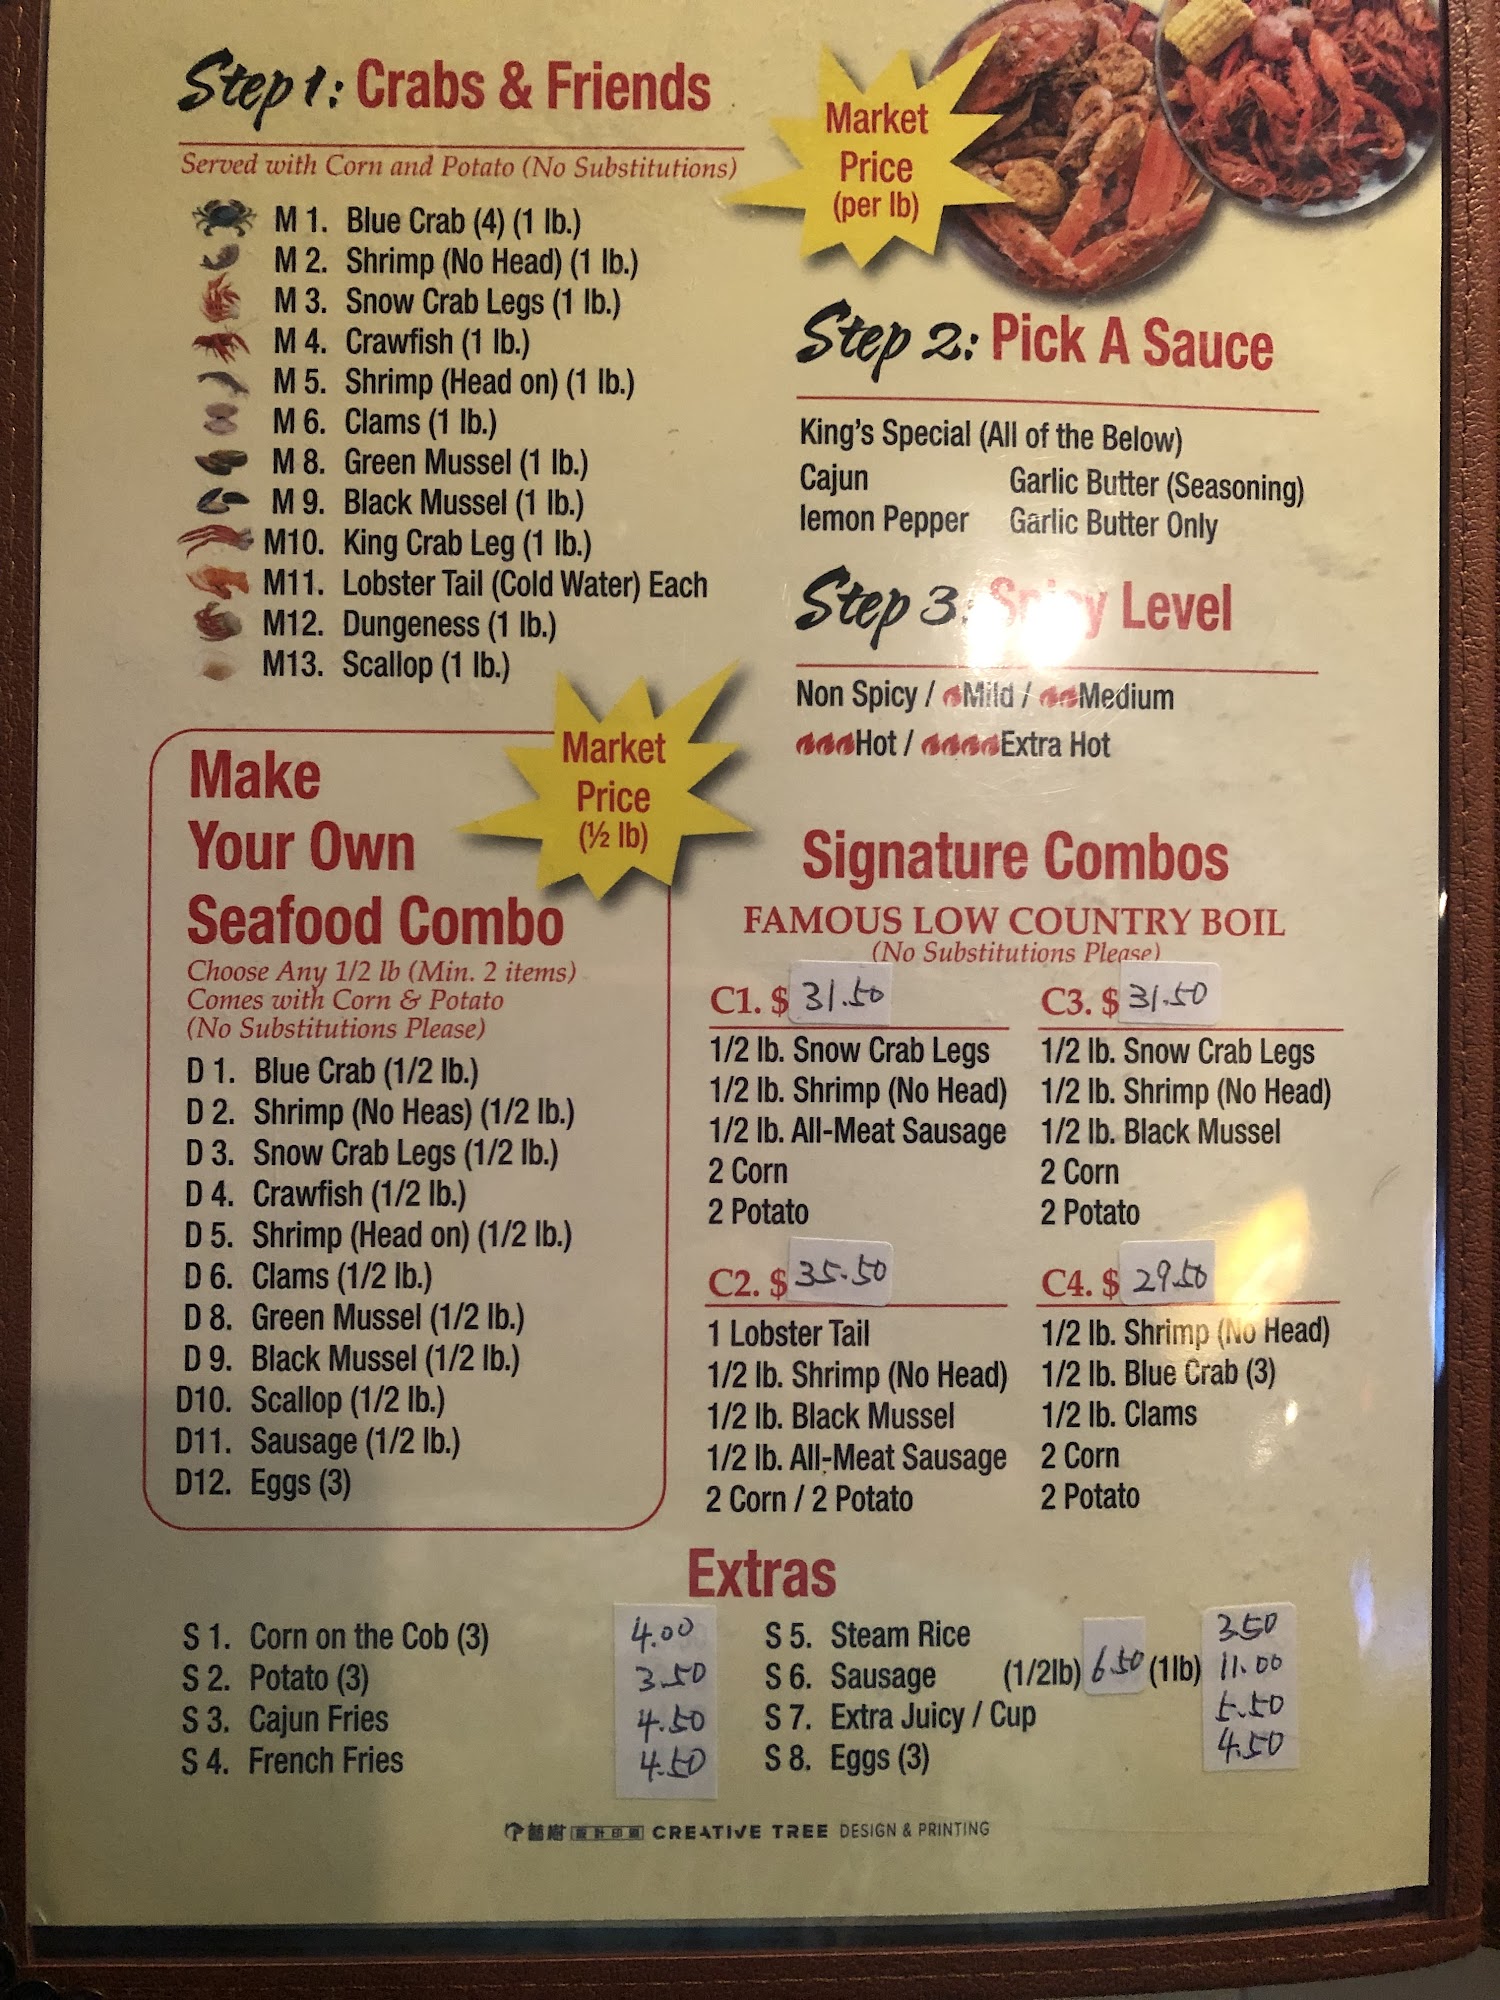 Step 1: Crabs & Friends
Served with Corn and Potato (No Substitutions)
M 1. Blue Crab (4) (1 lb.)
M 2. Shrimp (No Head) (1 lb.)
M 3. Snow Crab Legs (1 lb.)
M 4. Crawfish (1 lb.)
M 5. Shrimp (Head on) (1 lb.)
M 6. Clams (1 lb.)
M 8. Green Mussel (1 lb.)
M 9. Black Mussel (1 lb.)
M10. King Crab Leg (1 lb.)
M11. Lobster Tail (Cold Water) Each
M12. Dungeness (1 lb.)
M13. Scallop (1 lb.)
Market
Price
(per lb)
Step 2: Pick A Sauce
King's Special (All of the Below)
Cajun Garlic Butter (Seasoning)
lemon Pepper Garlic Butter Only
Step 3: Spicy Level
Non Spicy / Mild / Medium
Hot / Extra Hot
Make
Your Own
Seafood Combo
Market
Price
(½ lb)
Choose Any 1/2 lb (Min. 2 items)
Comes with Corn & Potato
(No Substitutions Please)
D 1. Blue Crab (1/2 lb.)
D 2. Shrimp (No Heas) (1/2 lb.)
D 3. Snow Crab Legs (1/2 lb.)
D 4. Crawfish (1/2 lb.)
D 5. Shrimp (Head on) (1/2 lb.)
D 6. Clams (1/2 lb.)
D 8. Green Mussel (1/2 lb.)
D 9. Black Mussel (1/2 lb.)
D10. Scallop (1/2 lb.)
D11. Sausage (1/2 lb.)
D12. Eggs (3)
Signature Combos
FAMOUS LOW COUNTRY BOIL
(No Substitutions Please)
C1. $ 31.50
1/2 lb. Snow Crab Legs
1/2 lb. Shrimp (No Head)
1/2 lb. All-Meat Sausage
2 Corn
2 Potato
C2. $ 35.50
1 Lobster Tail
1/2 lb. Shrimp (No Head)
1/2 lb. Black Mussel
1/2 lb. All-Meat Sausage
2 Corn / 2 Potato
C3. $ 31.50
1/2 lb. Snow Crab Legs
1/2 lb. Shrimp (No Head)
1/2 lb. Black Mussel
2 Corn
2 Potato
C4. $ 29.50
1/2 lb. Shrimp (No Head)
1/2 lb. Blue Crab (3)
1/2 lb. Clams
2 Corn
2 Potato
Extras
S 1. Corn on the Cob (3) 4.00
S 2. Potato (3) 3.50
S 3. Cajun Fries 4.50
S 4. French Fries 4.50
S 5. Steam Rice 3.50
S 6. Sausage (1/2lb) 6.50 (1lb) 11.00
S 7. Extra Juicy / Cup 5.50
S 8. Eggs (3) 4.50
設計印刷 CREATIVE TREE DESIGN & PRINTING